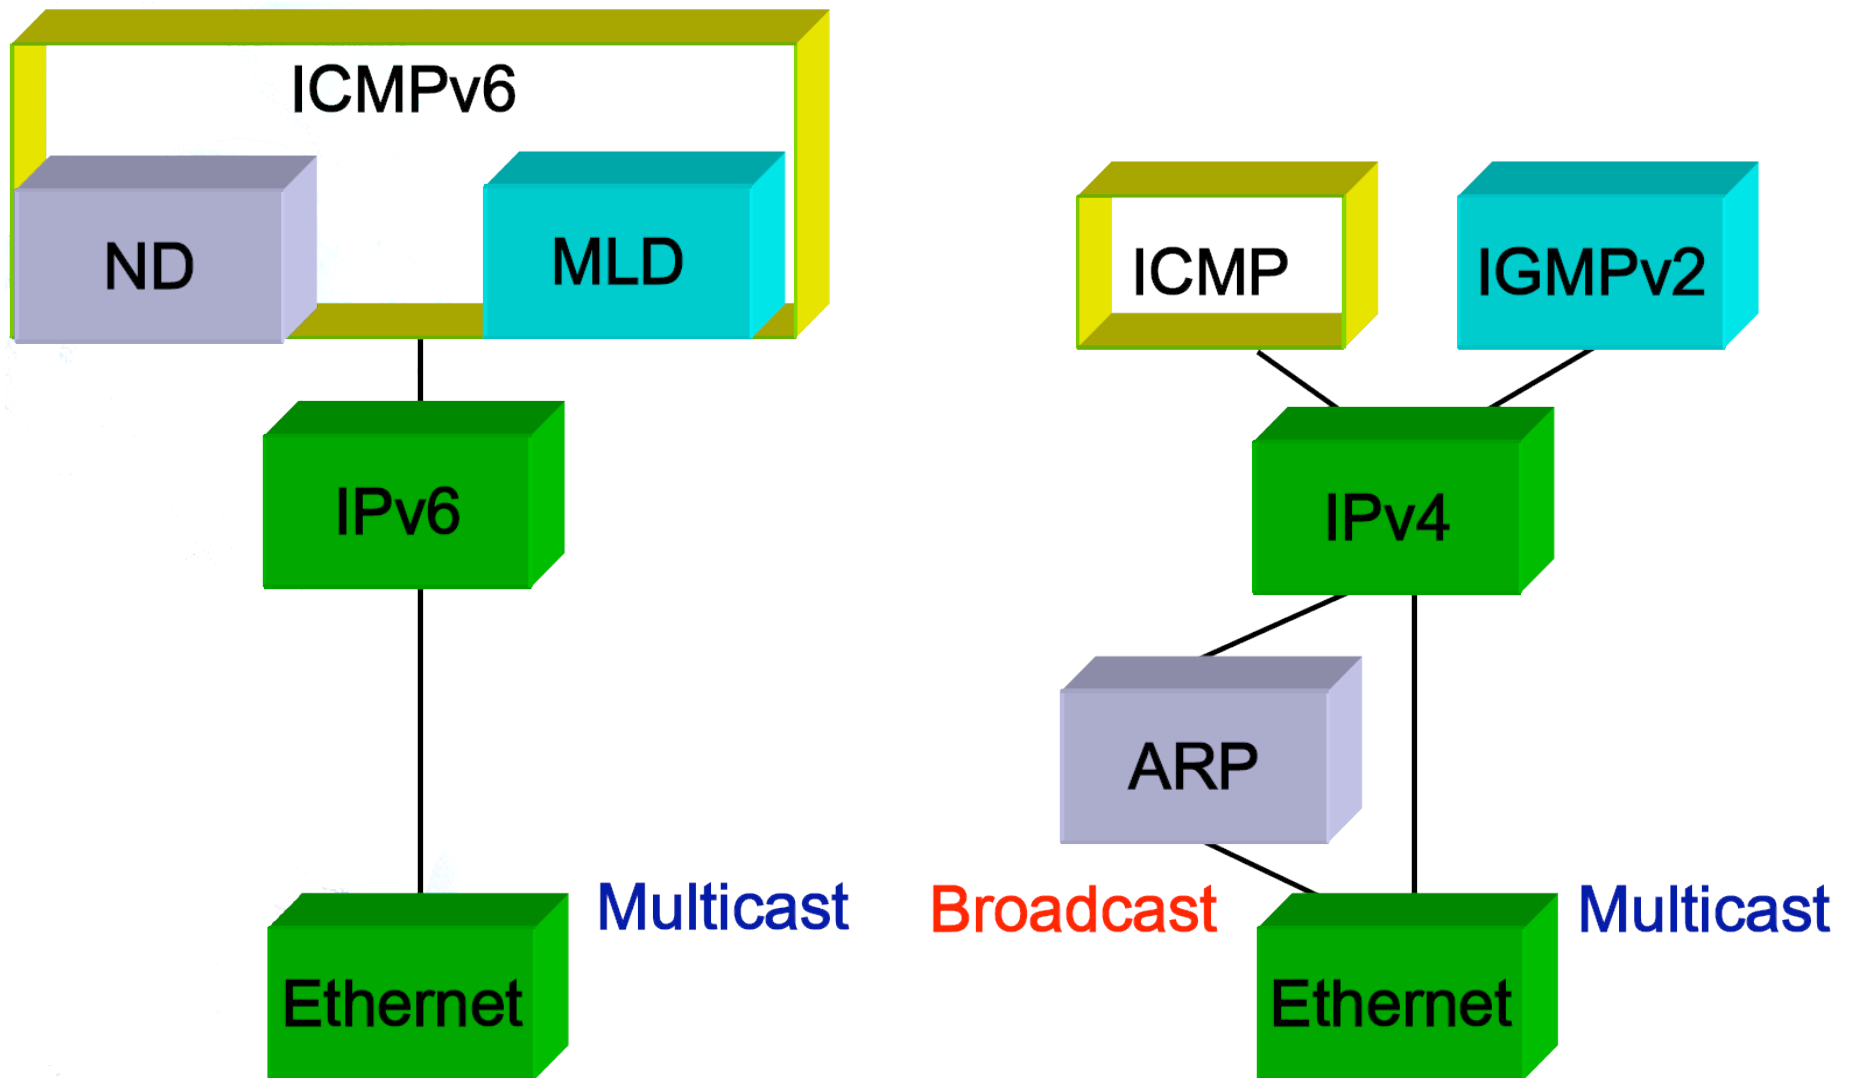 ICMPv6
ND
MLD
IPv6
Multicast
Ethernet
ICMP
IGMPv2
IPv4
ARP
Broadcast
Multicast
Ethernet